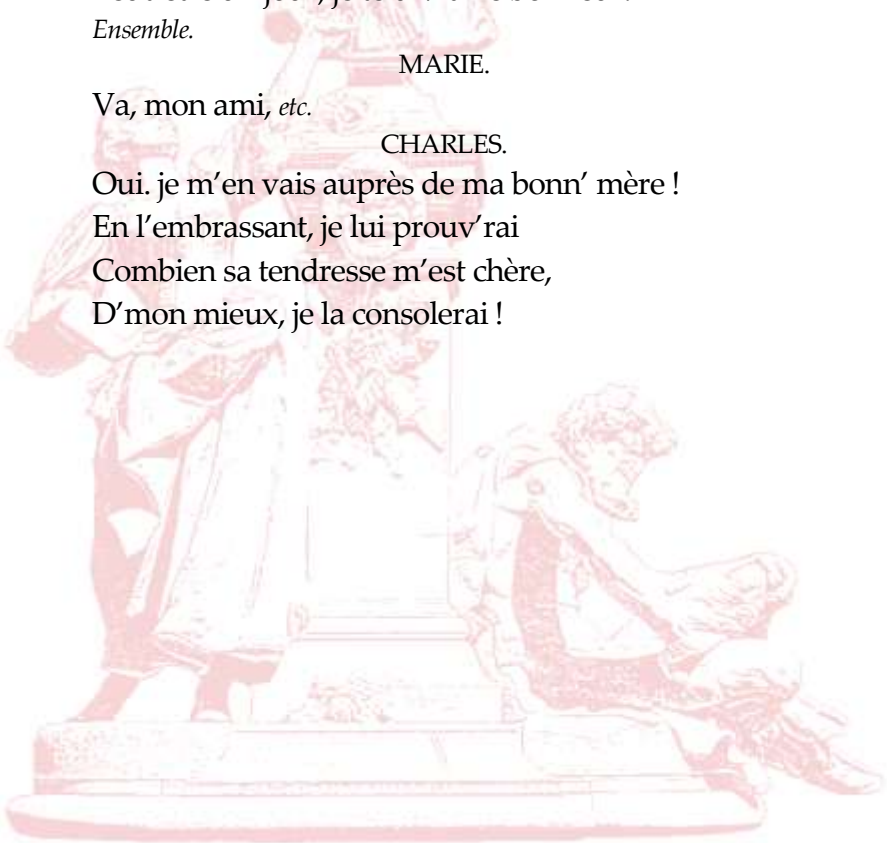 Ensemble.
MARIE.
Va, mon ami, etc.
CHARLES.
Oui. je m’en vais auprès de ma bonn’ mère !
En l’embrassant, je lui prouv’rai
Combien sa tendresse m’est chère,
D’mon mieux, je la consolerai !